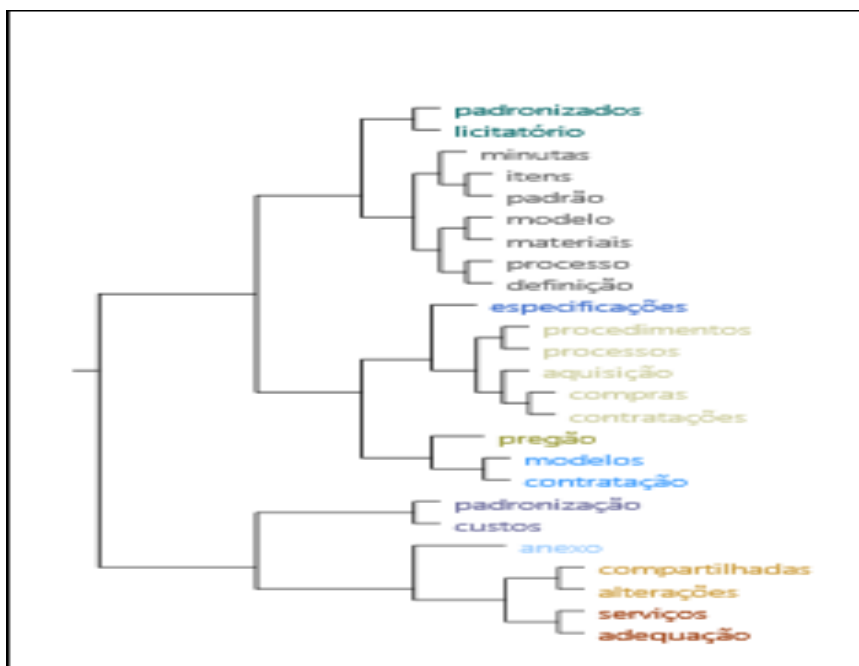 padronizados
licitatório
minutas
itens
padrão
modelo
materiais
processo
definição
especificações
procedimentos
processos
aquisição
compras
contratações
pregão
modelos
contratação
padronização
custos
anexo
compartilhadas
alterações
serviços
adequação